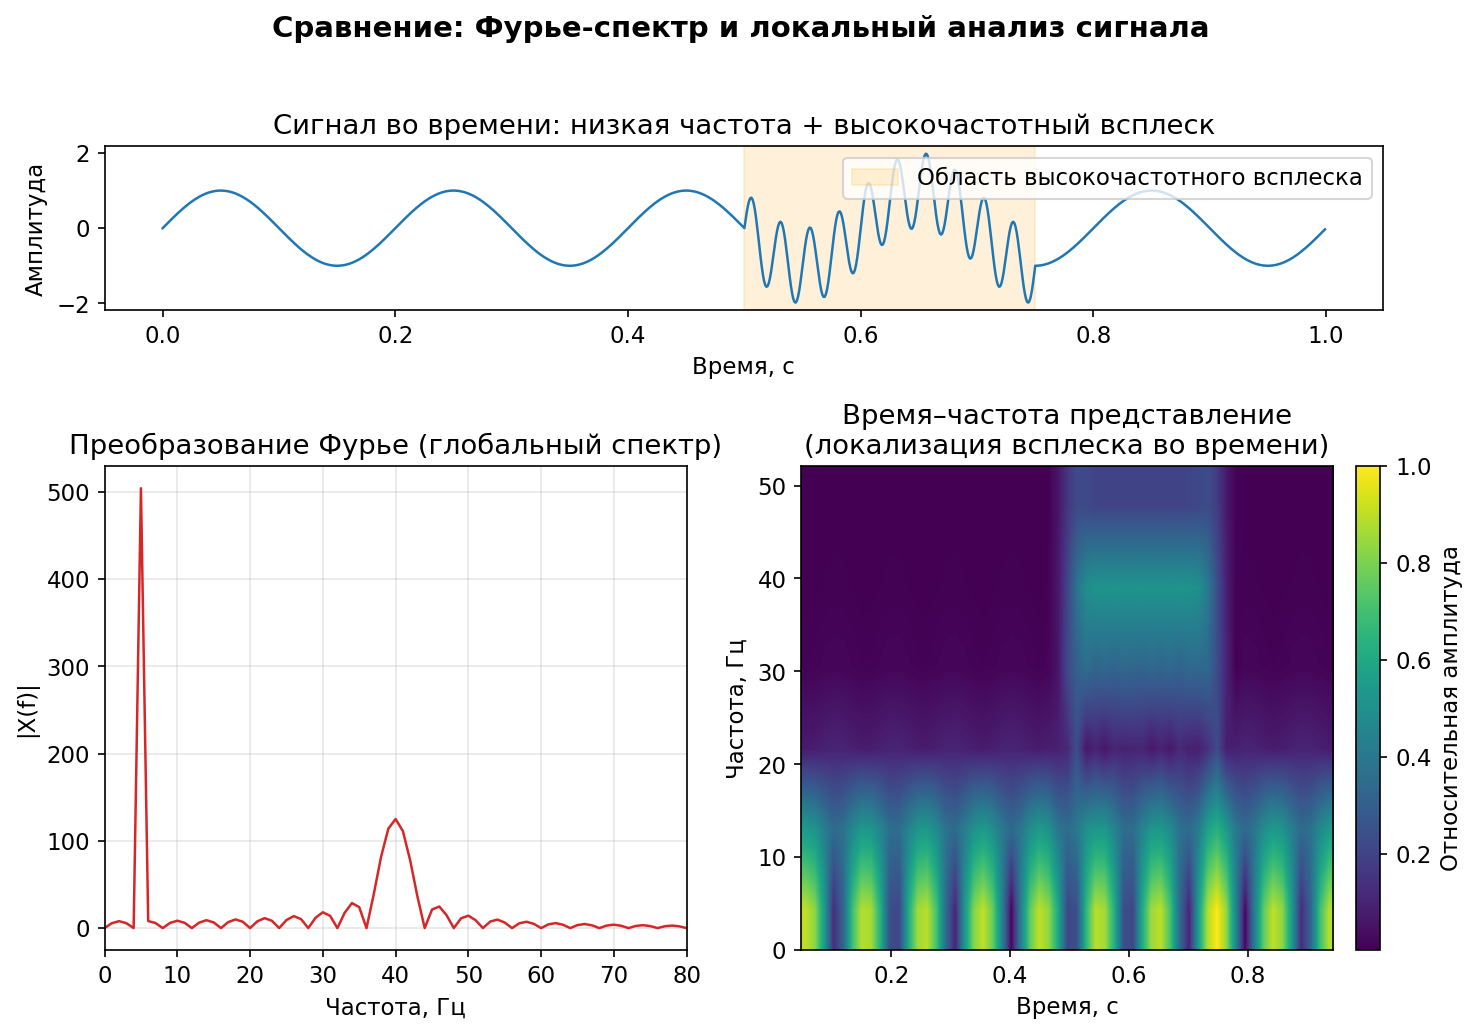 Сравнение: Фурье-спектр и локальный анализ сигнала
Сигнал во времени: низкая частота + высокочастотный всплеск
Амплитуда
2
0
−2
Область высокочастотного всплеска
0.0 0.2 0.4 0.6 0.8 1.0
Время, с
Преобразование Фурье (глобальный спектр)
|X(f)|
500
400
300
200
100
0
0 10 20 30 40 50 60 70 80
Частота, Гц
Время–частота представление
(локализация всплеска во времени)
Частота, Гц
50
40
30
20
10
0
0.2 0.4 0.6 0.8
Время, с
1.0
0.8
0.6
0.4
0.2
Относительная амплитуда